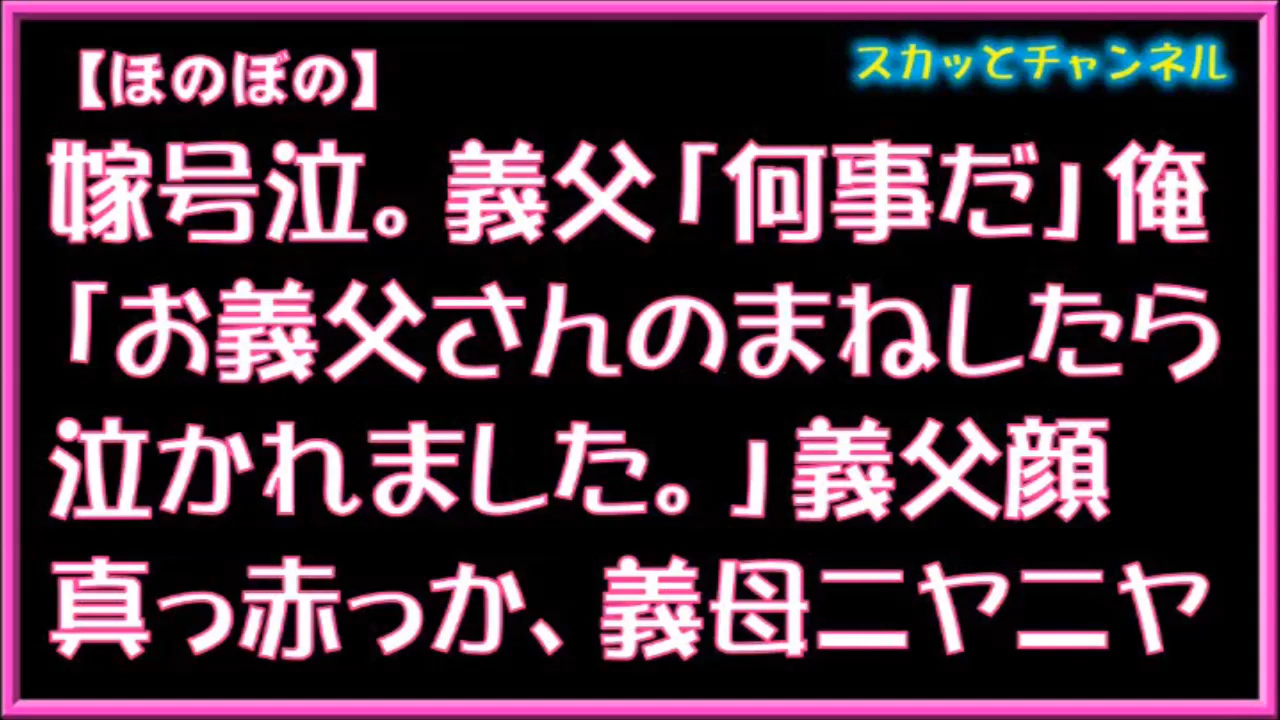 【ほのぼの】
スカッとチャンネル
嫁号泣。義父「何事だ」俺
「お義父さんのまねしたら
泣かれました。」義父顔
真っ赤っか、義母ニヤニヤ